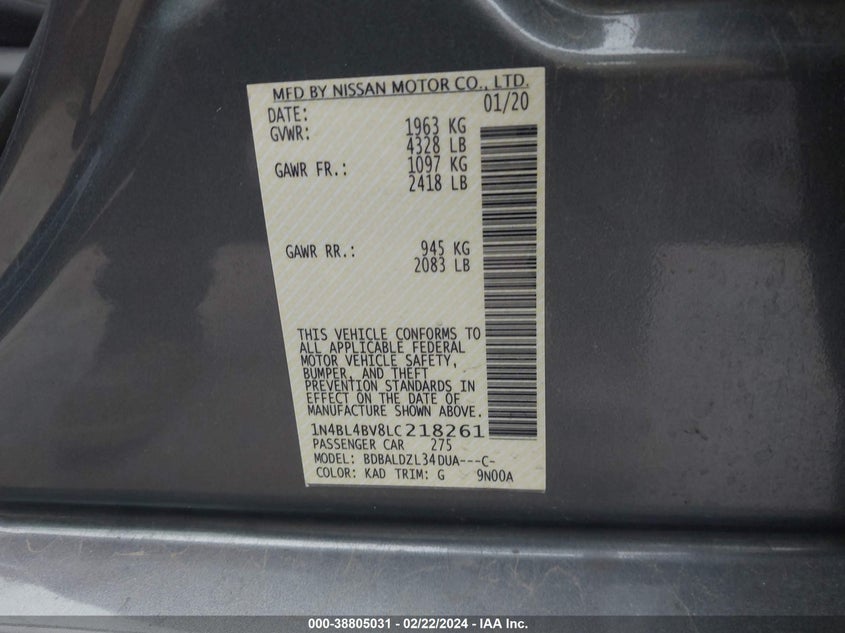 MFD BY NISSAN MOTOR CO., LTD.
DATE: 01/20
GVWR: 1963 KG
4328 LB
GAWR FR.: 1097 KG
2418 LB
GAWR RR.: 945 KG
2083 LB
THIS VEHICLE CONFORMS TO
ALL APPLICABLE FEDERAL
MOTOR VEHICLE SAFETY,
BUMPER, AND THEFT
PREVENTION STANDARDS IN
EFFECT ON THE DATE OF
MANUFACTURE SHOWN ABOVE.
1N4BL4BV8LC218261
PASSENGER CAR 275
MODEL: BDBALDZL34DUA---C-
COLOR: KAD TRIM: G 9N00A
000-38805031 - 02/22/2024 - IAA Inc.